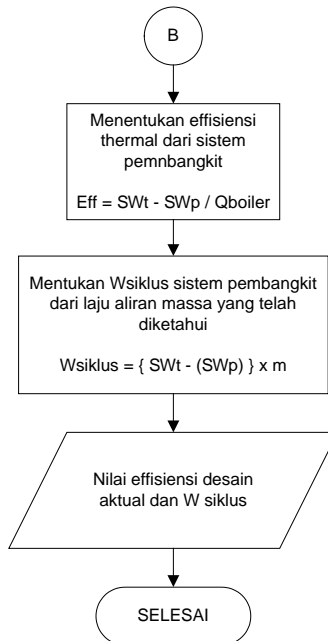 B
Menentukan effisiensi
thermal dari sistem
pemnbangkit
Eff = SWt - SWp / Qboiler
Mentukan Wsiklus sistem pembangkit
dari laju aliran massa yang telah
diketahui
Wsiklus = { SWt - (SWp) } x m
Nilai effisiensi desain
aktual dan W siklus
SELESAI